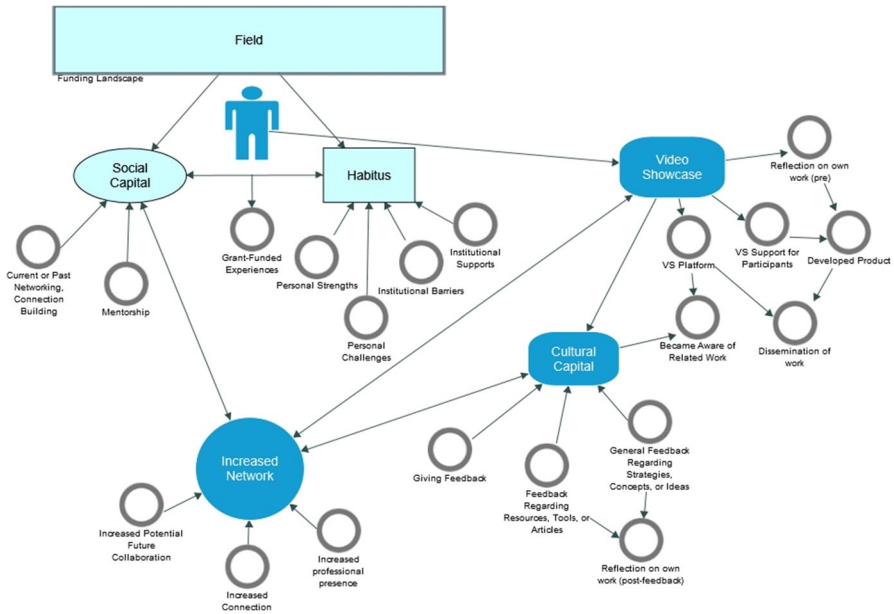 Field
Funding Landscape
Social
Capital
Habitus
Video
Showcase
Reflection on own
work (pre)
Grant-Funded
Experiences
Institutional
Supports
Current or Past
Networking,
Connection
Building
Mentorship
Personal Strengths
Institutional Barriers
Personal
Challenges
VS Platform
VS Support for
Participants
Developed Product
Became Aware of
Related Work
Dissemination of
work
Cultural
Capital
Increased
Network
Giving Feedback
Feedback
Regarding
Resources, Tools, or
Articles
General Feedback
Regarding
Strategies,
Concepts, or Ideas
Reflection on own
work (post-feedback)
Increased Potential
Future
Collaboration
Increased
Connection
Increased
professional
presence